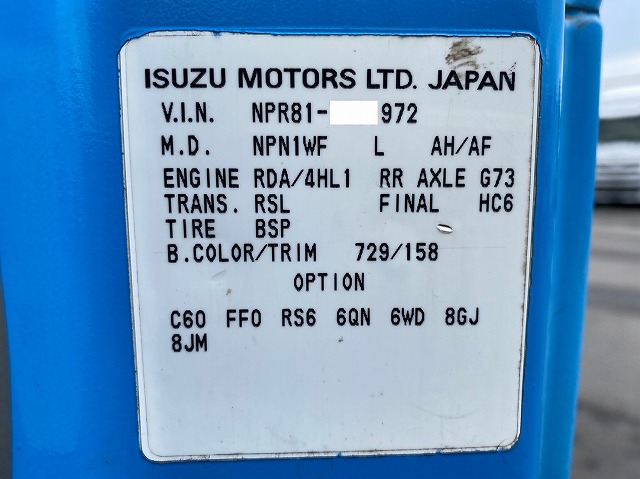 ISUZU MOTORS LTD. JAPAN
V.I.N. NPR81- 972
M.D. NPN1WF L AH/AF
ENGINE RDA/4HL1 RR AXLE G73
TRANS. RSL FINAL HC6
TIRE BSP
B.COLOR/TRIM 729/158
OPTION
C60 FF0 RS6 6QN 6WD 8GJ
8JM